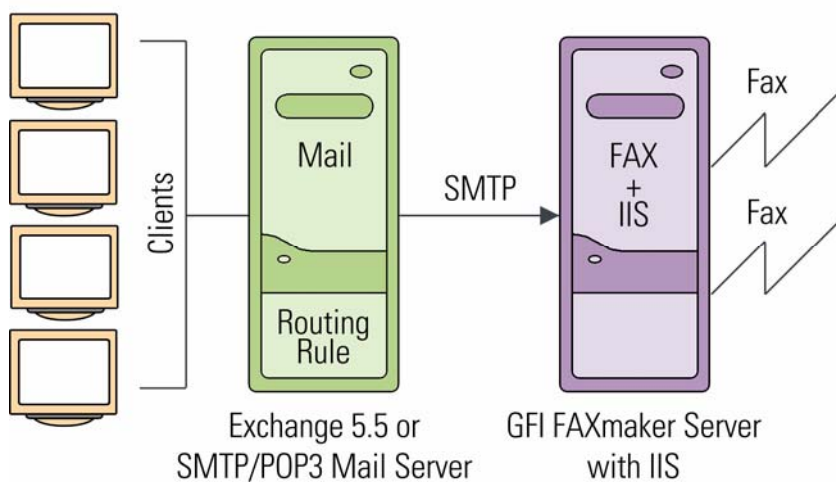 Clients
Mail
Routing
Rule
Exchange 5.5 or
SMTP/POP3 Mail Server
SMTP
FAX
+
IIS
GFI FAXmaker Server
with IIS
Fax
Fax